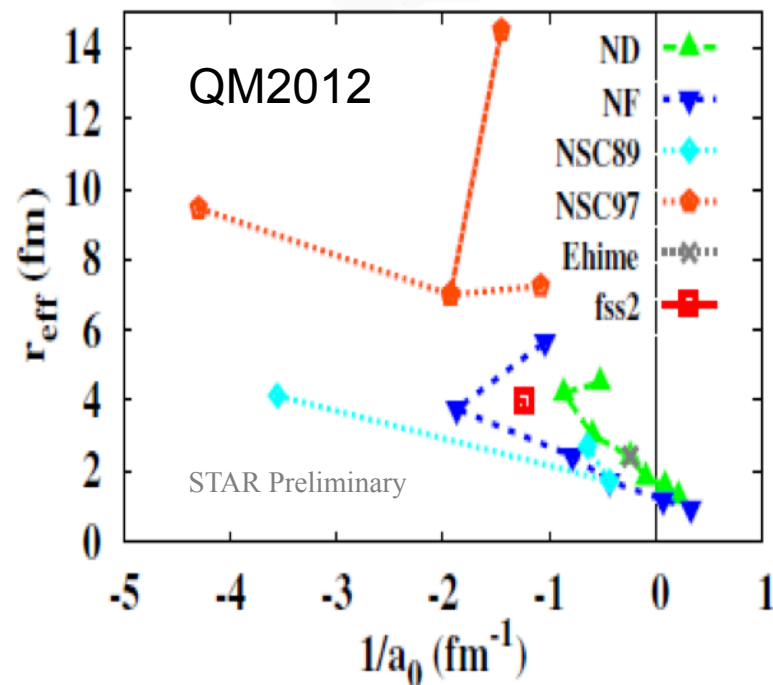 14
12
10
8
6
4
2
0
r_eff (fm)
QM2012
ND
NF
NSC89
NSC97
Ehime
fss2
STAR Preliminary
-5 -4 -3 -2 -1 0 1
1/a₀ (fm⁻¹)